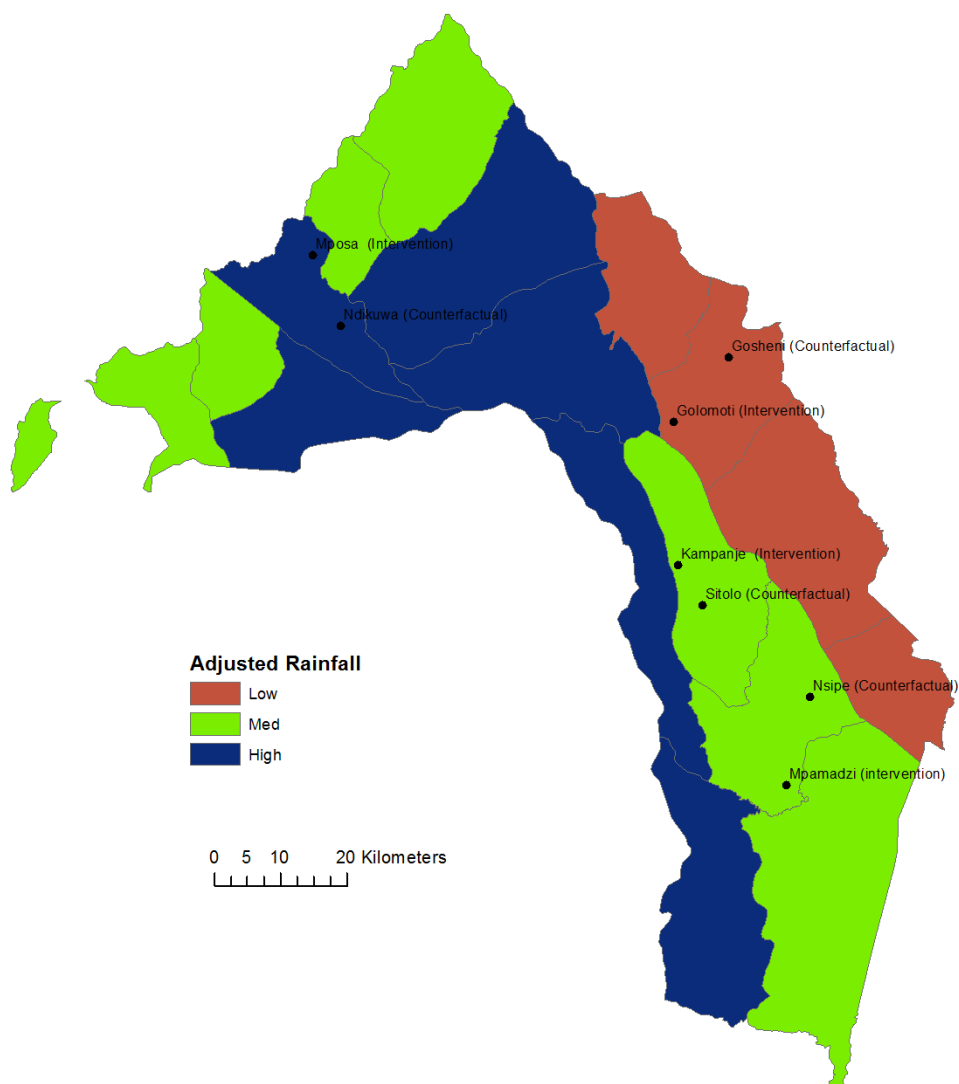 Mposa  (Intervention)
Ndikuwa (Counterfactual)
Gosheni (Counterfactual)
Golomoti (Intervention)
Kampanje  (Intervention)
Sitolo (Counterfactual)
Nsipe (Counterfactual)
Mpamadzi (intervention)
Adjusted Rainfall
Low
Med
High
0 5 10 20 Kilometers